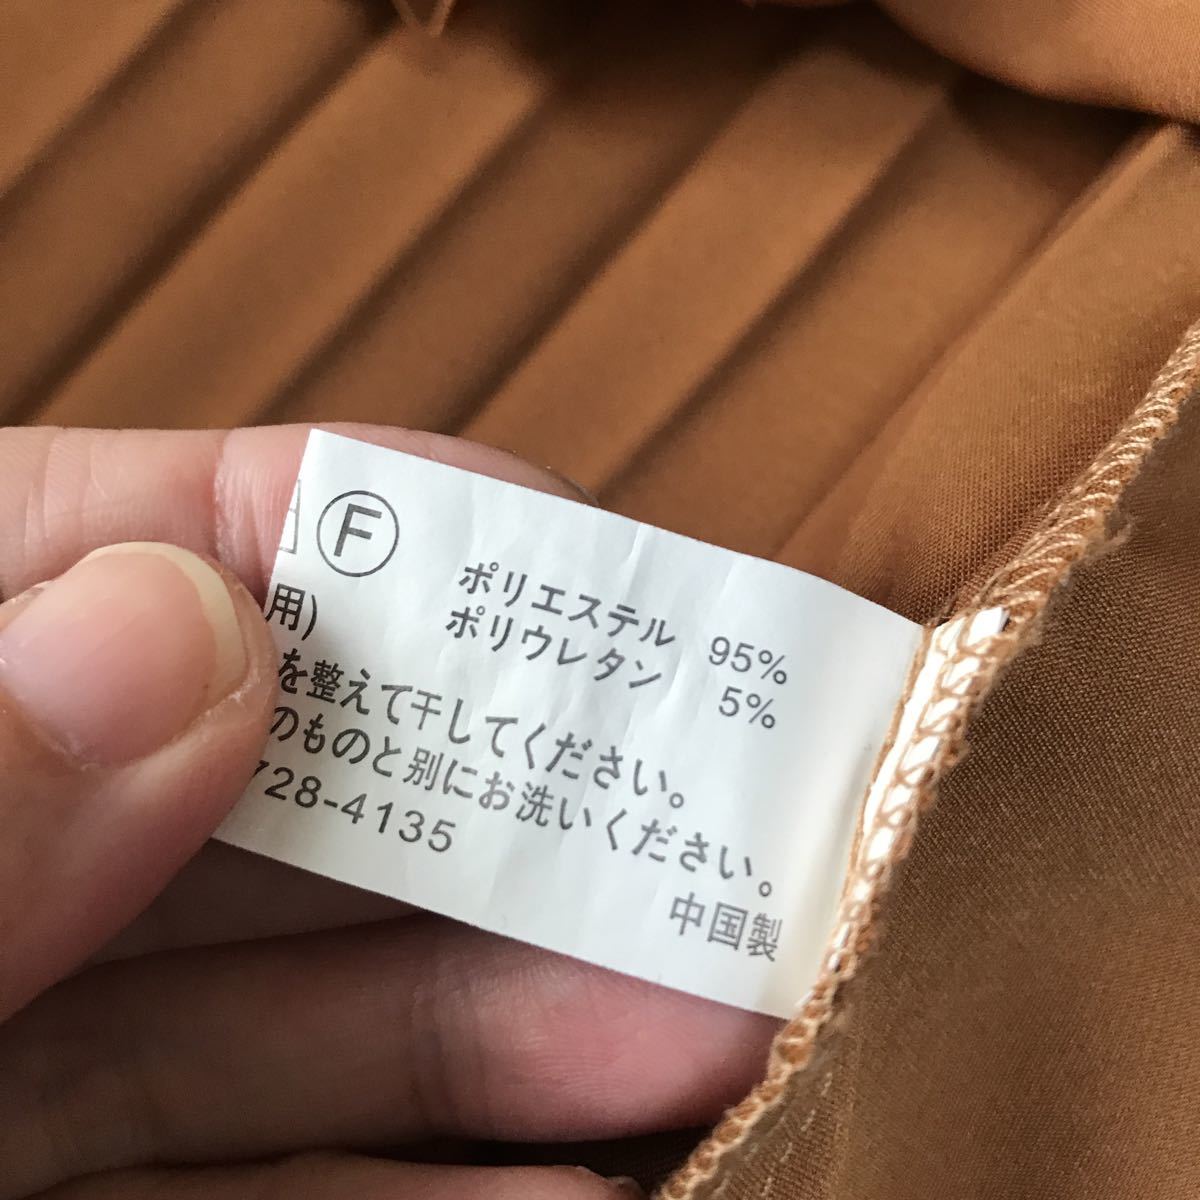 F
ポリエステル 95%
ポリウレタン 5%
用)
を整えて干してください。
のものと別にお洗いください。
728-4135
中国製